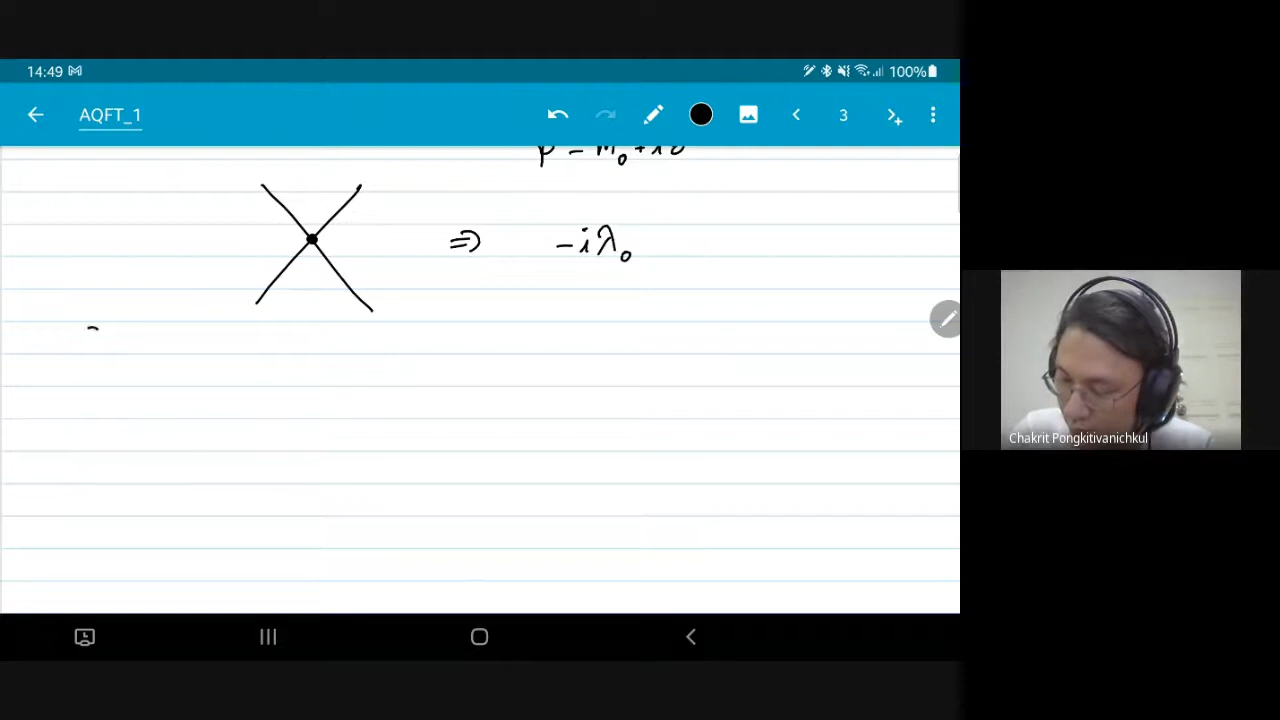 14:49 100%
AQFT_1 3
⇒ -iλ₀
Chakrit Pongkitivanichkul